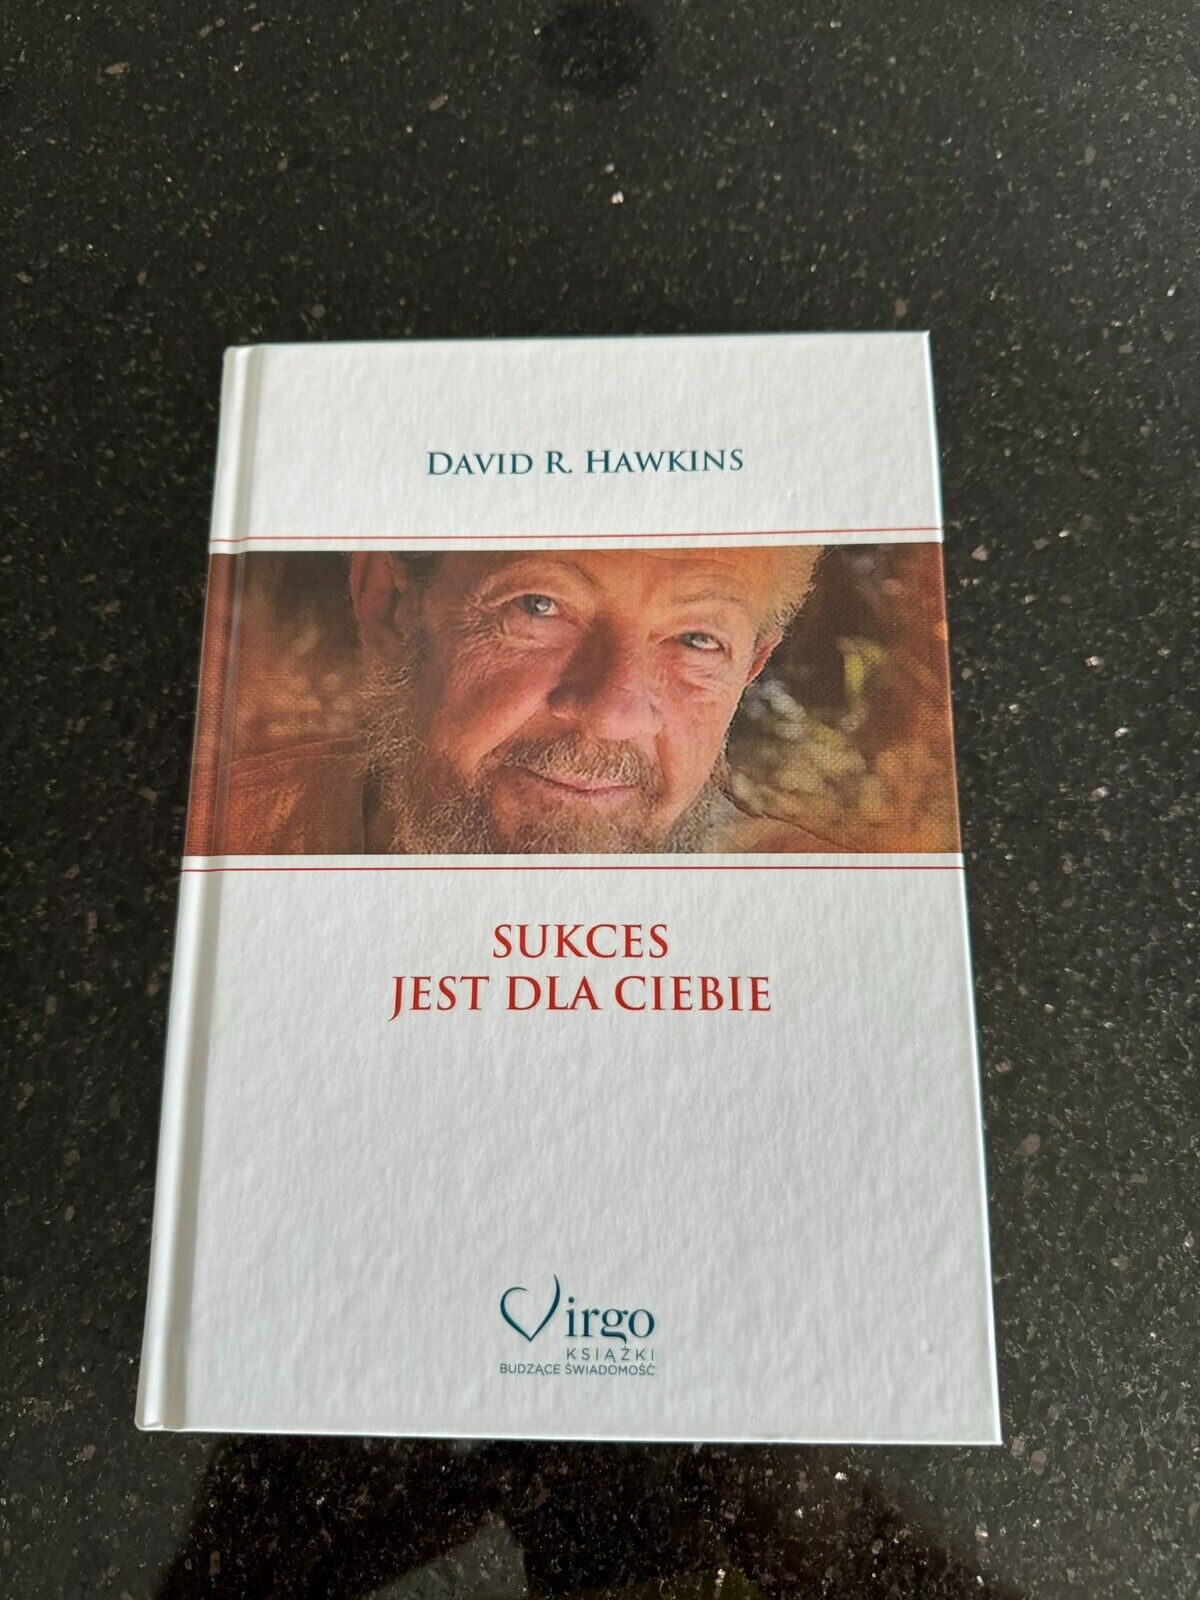 DAVID R. HAWKINS
SUKCES
JEST DLA CIEBIE
Virgo
KSIĄŻKI
BUDZĄCE ŚWIADOMOŚĆ